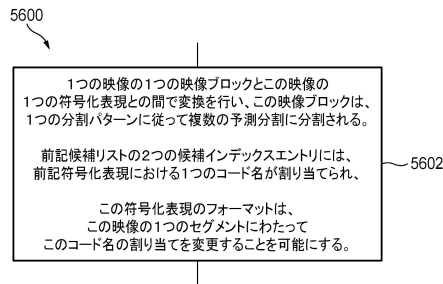 5600
1つの映像の1つの映像ブロックとこの映像の
1つの符号化表現との間で変換を行い、この映像ブロックは、
1つの分割パターンに従って複数の予測分割に分割される。
前記候補リストの2つの候補インデックスエントリには、
前記符号化表現における1つのコード名が割り当てられ、
この符号化表現のフォーマットは、
この映像の1つのセグメントにわたって
このコード名の割り当てを変更することを可能にする。
5602